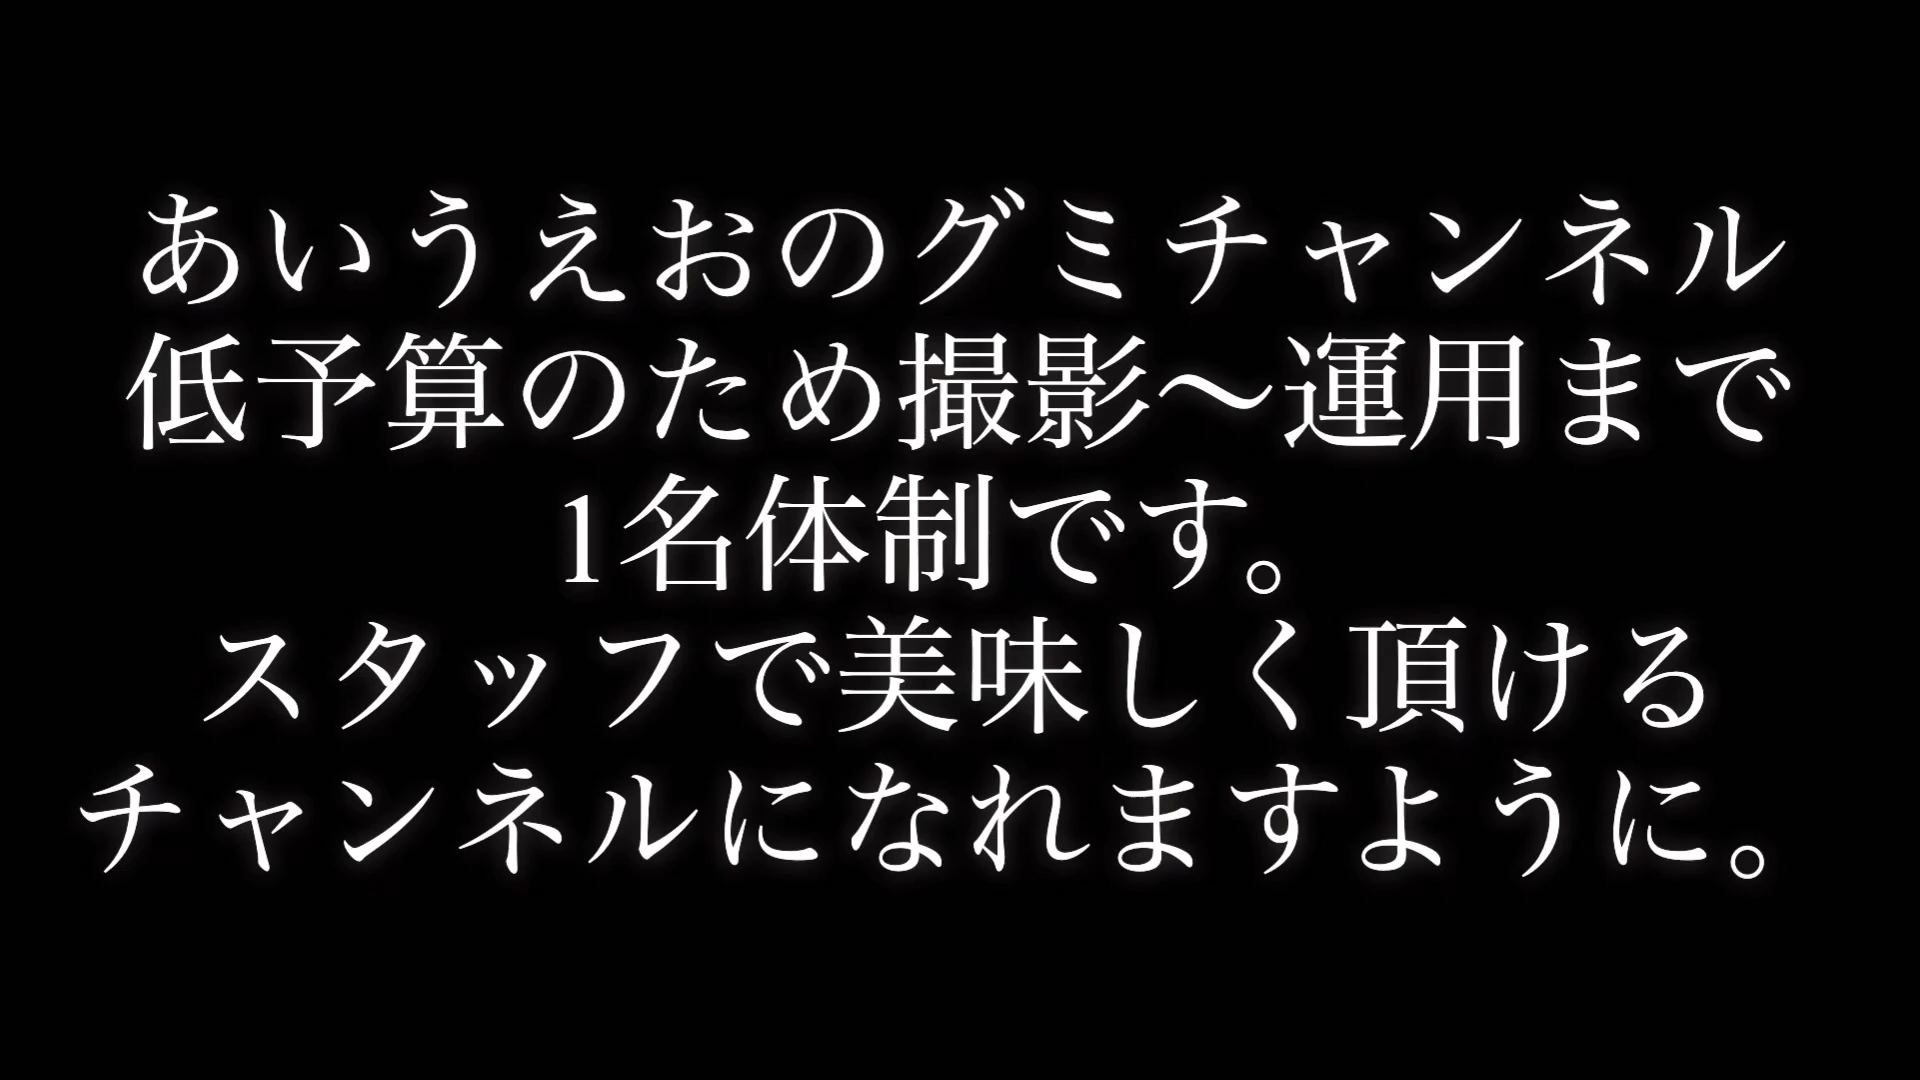 あいうえおのグミチャンネル
低予算のため撮影～運用まで
1名体制です。
スタッフで美味しく頂ける
チャンネルになれますように。